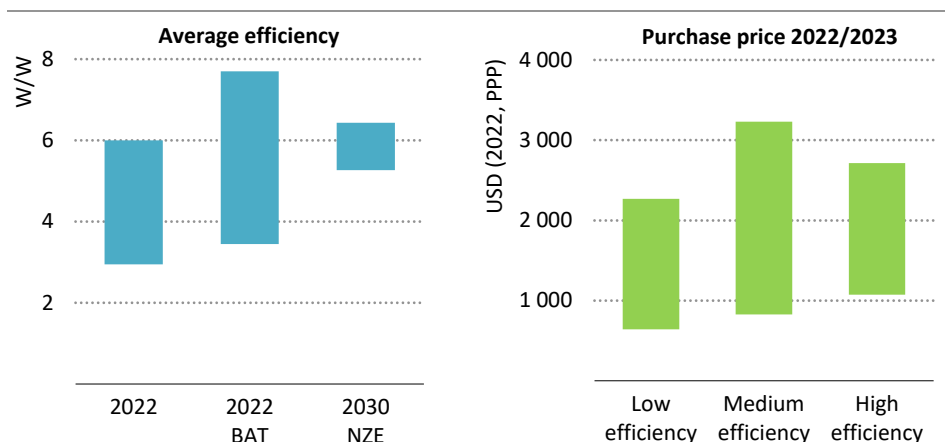 Average efficiency
W/W
8
6
4
2
2022
2022
BAT
2030
NZE
Purchase price 2022/2023
USD (2022, PPP)
4 000
3 000
2 000
1 000
Low
efficiency
Medium
efficiency
High
efficiency